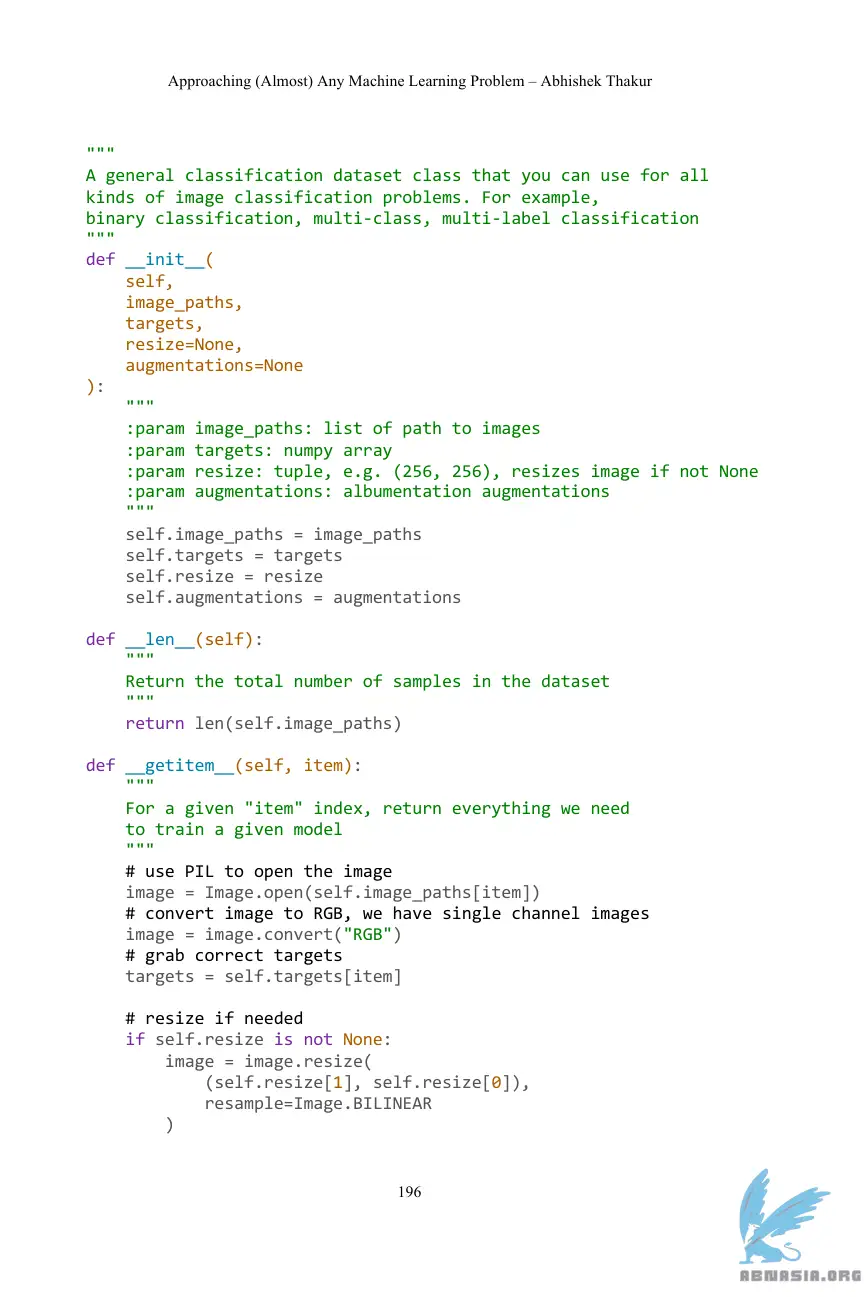 Approaching (Almost) Any Machine Learning Problem – Abhishek Thakur
"""
A general classification dataset class that you can use for all
kinds of image classification problems. For example,
binary classification, multi-class, multi-label classification
"""
def __init__(
    self,
    image_paths,
    targets,
    resize=None,
    augmentations=None
):
    """
    :param image_paths: list of path to images
    :param targets: numpy array
    :param resize: tuple, e.g. (256, 256), resizes image if not None
    :param augmentations: albumentation augmentations
    """
    self.image_paths = image_paths
    self.targets = targets
    self.resize = resize
    self.augmentations = augmentations

def __len__(self):
    """
    Return the total number of samples in the dataset
    """
    return len(self.image_paths)

def __getitem__(self, item):
    """
    For a given "item" index, return everything we need
    to train a given model
    """
    # use PIL to open the image
    image = Image.open(self.image_paths[item])
    # convert image to RGB, we have single channel images
    image = image.convert("RGB")
    # grab correct targets
    targets = self.targets[item]

    # resize if needed
    if self.resize is not None:
        image = image.resize(
            (self.resize[1], self.resize[0]),
            resample=Image.BILINEAR
        )
196
ABNASIA.ORG